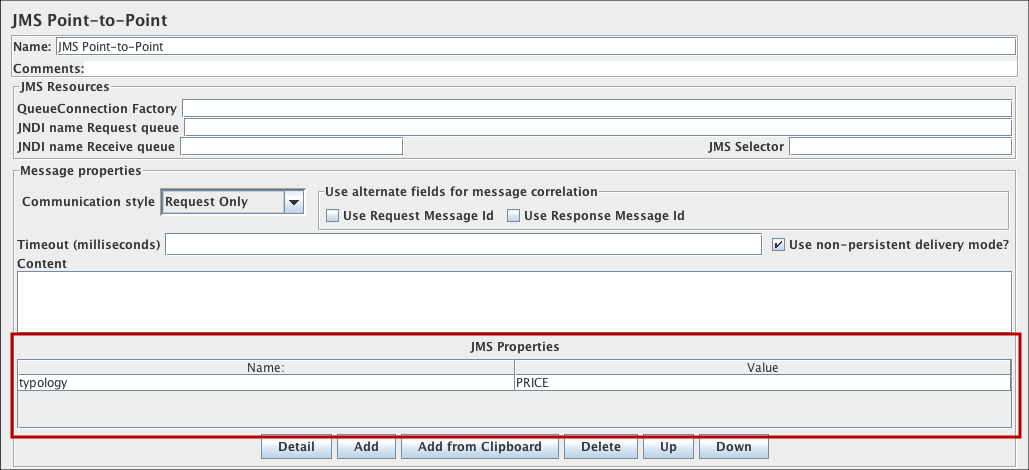 JMS Point-to-Point
Name: JMS Point-to-Point
Comments:
JMS Resources
QueueConnection Factory
JNDI name Request queue
JNDI name Receive queue JMS Selector
Message properties
Use alternate fields for message correlation
Communication style Request Only
Use Request Message Id Use Response Message Id
Timeout (milliseconds) Use non-persistent delivery mode?
Content
JMS Properties
Name: Value
typology PRICE
Detail Add Add from Clipboard Delete Up Down